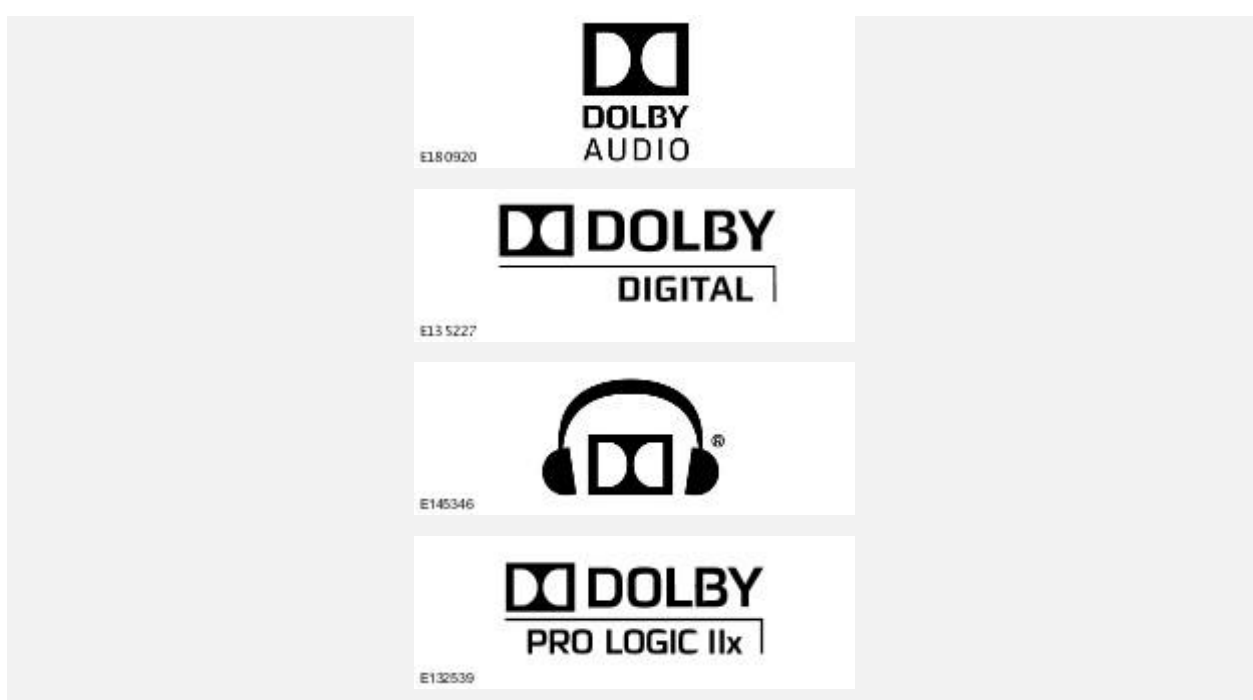 DOLBY
AUDIO
E180920
DOLBY
DIGITAL
E135227
®
E145346
DOLBY
PRO LOGIC IIx
E132539